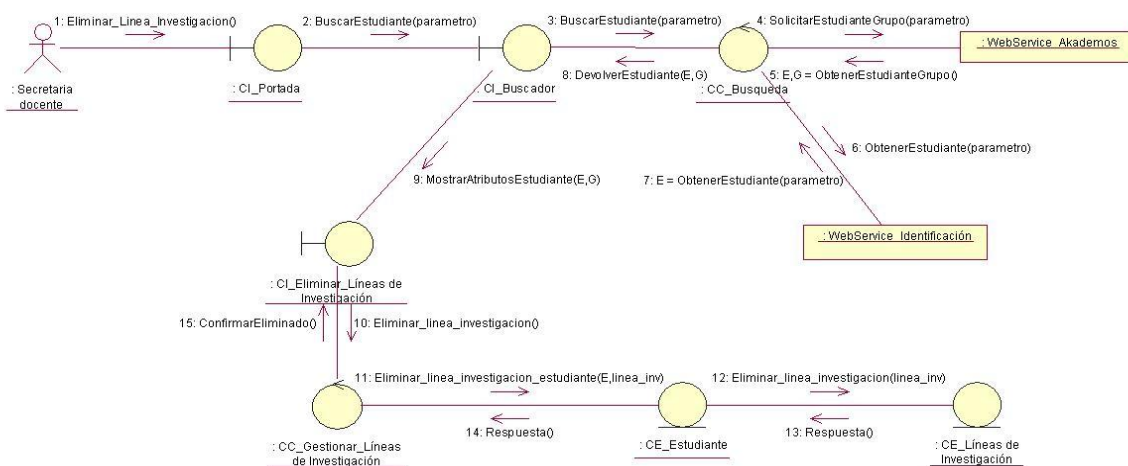 1: Eliminar_Linea_Investigacion()
2: BuscarEstudiante(parametro)
3: BuscarEstudiante(parametro)
4: SolicitarEstudianteGrupo(parametro)
: WebService_Akademos
8: DevolverEstudiante(E,G)
5: E,G = ObtenerEstudianteGrupo()
: Secretaria
docente
: CI_Portada
: CI_Buscador
: CC_Busqueda
6: ObtenerEstudiante(parametro)
9: MostrarAtributosEstudiante(E,G)
7: E = ObtenerEstudiante(parametro)
: WebService_Identificación
: CI_Eliminar_Líneas de
Investigación
15: ConfirmarEliminado()
10: Eliminar_linea_investigacion()
11: Eliminar_linea_investigacion_estudiante(E,linea_inv)
12: Eliminar_linea_investigacion(linea_inv)
14: Respuesta()
13: Respuesta()
: CC_Gestionar_Líneas
de Investigación
: CE_Estudiante
: CE_Líneas de
Investigación